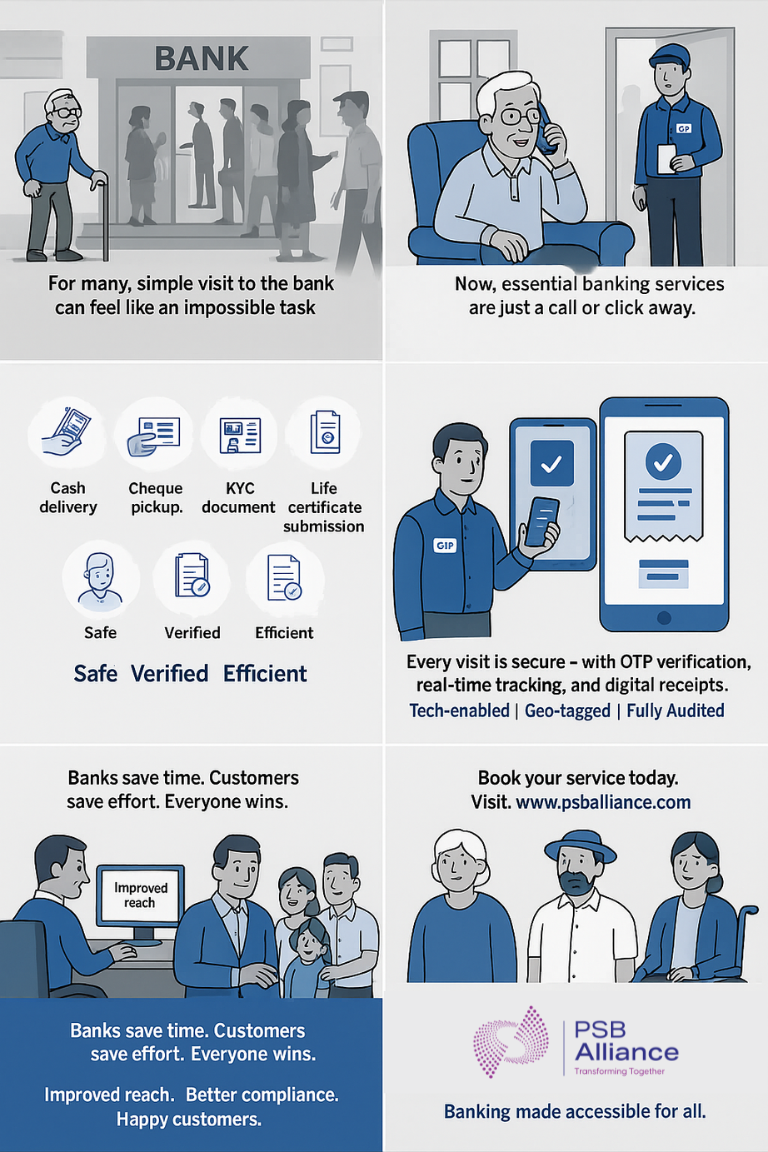 BANK
For many, simple visit to the bank
can feel like an impossible task
GP
Now, essential banking services
are just a call or click away.
Cash
delivery
Cheque
pickup.
KYC
document
Life
certificate
submission
Safe
Verified
Efficient
Safe Verified Efficient
GIP
Every visit is secure – with OTP verification,
real-time tracking, and digital receipts.
Tech-enabled | Geo-tagged | Fully Audited
Banks save time. Customers
save effort. Everyone wins.
Improved
reach
Banks save time. Customers
save effort. Everyone wins.
Improved reach. Better compliance.
Happy customers.
Book your service today.
Visit. www.psballiance.com
PSB
Alliance
Transforming Together
Banking made accessible for all.